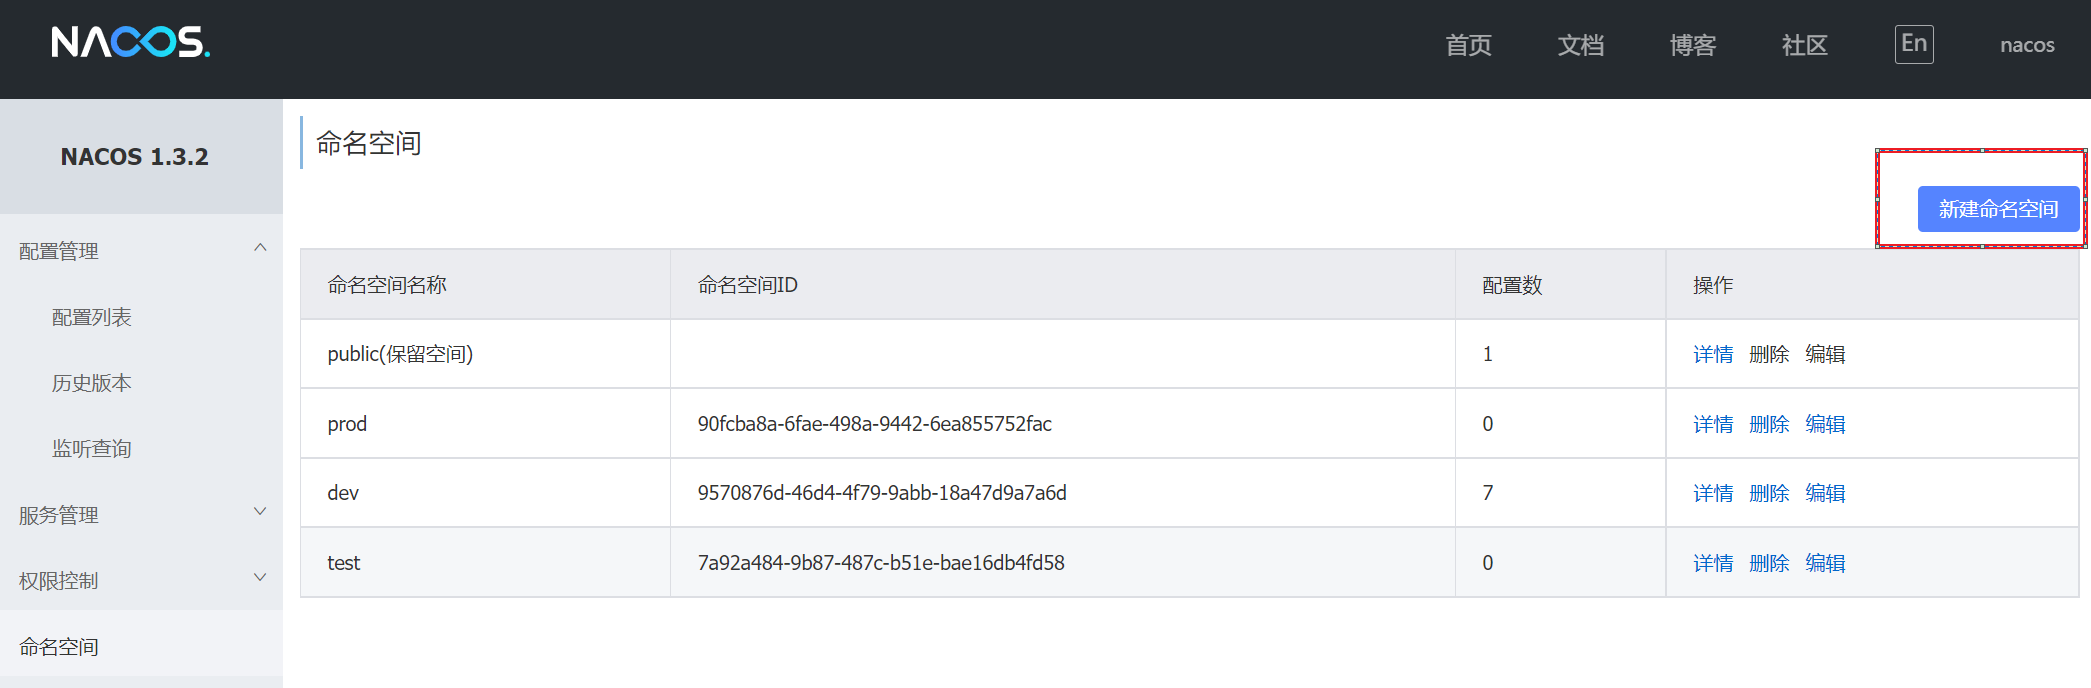 NACOS.
首页 文档 博客 社区 En nacos
NACOS 1.3.2
配置管理
配置列表
历史版本
监听查询
服务管理
权限控制
命名空间
命名空间
新建命名空间
命名空间名称 命名空间ID 配置数 操作
public(保留空间) 1 详情 删除 编辑
prod 90fcba8a-6fae-498a-9442-6ea855752fac 0 详情 删除 编辑
dev 9570876d-46d4-4f79-9abb-18a47d9a7a6d 7 详情 删除 编辑
test 7a92a484-9b87-487c-b51e-bae16db4fd58 0 详情 删除 编辑